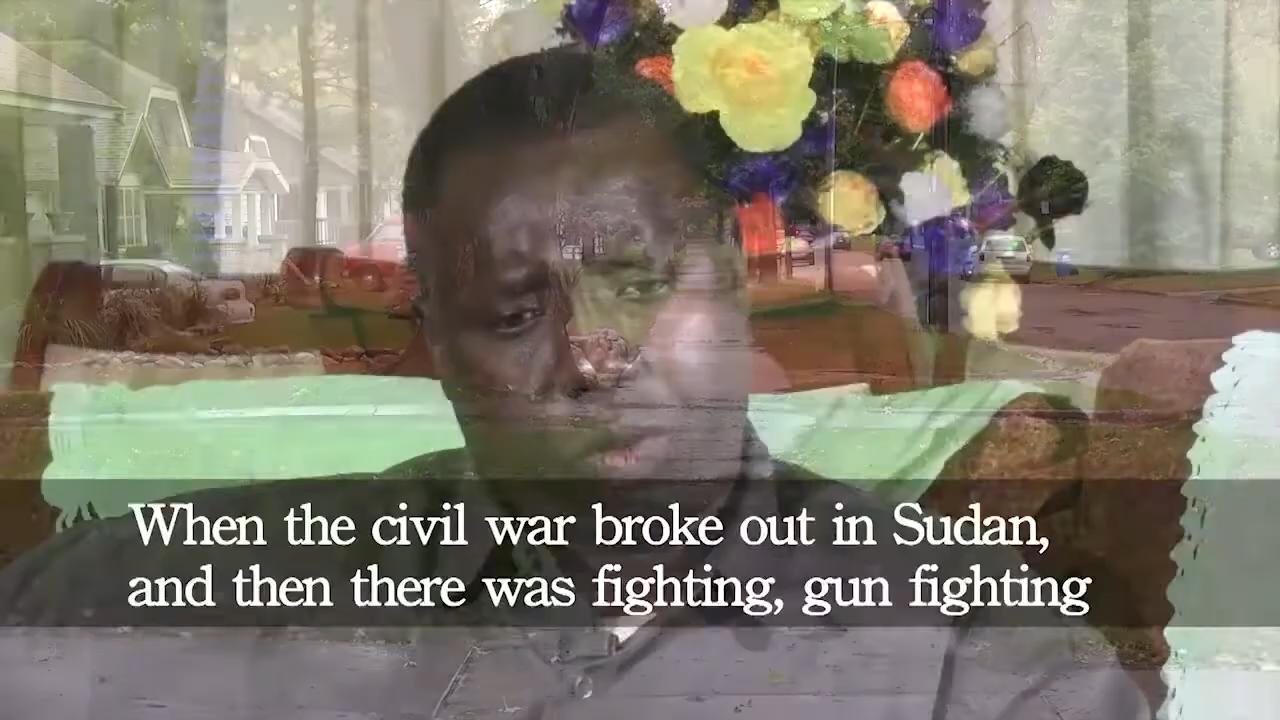 When the civil war broke out in Sudan,
and then there was fighting, gun fighting